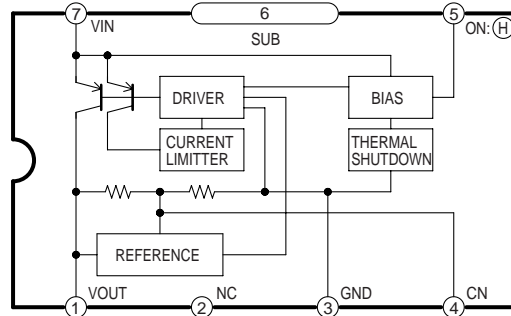 7 VIN
6
SUB
5 ON: H
DRIVER
BIAS
CURRENT
LIMITTER
THERMAL
SHUTDOWN
REFERENCE
1 VOUT
2 NC
3 GND
4 CN